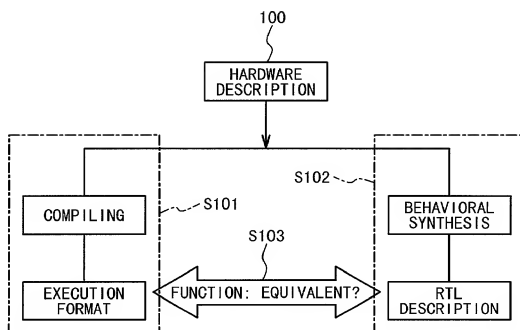 100
HARDWARE
DESCRIPTION
S102
S101
COMPILING
BEHAVIORAL
SYNTHESIS
S103
EXECUTION
FORMAT
FUNCTION: EQUIVALENT?
RTL
DESCRIPTION